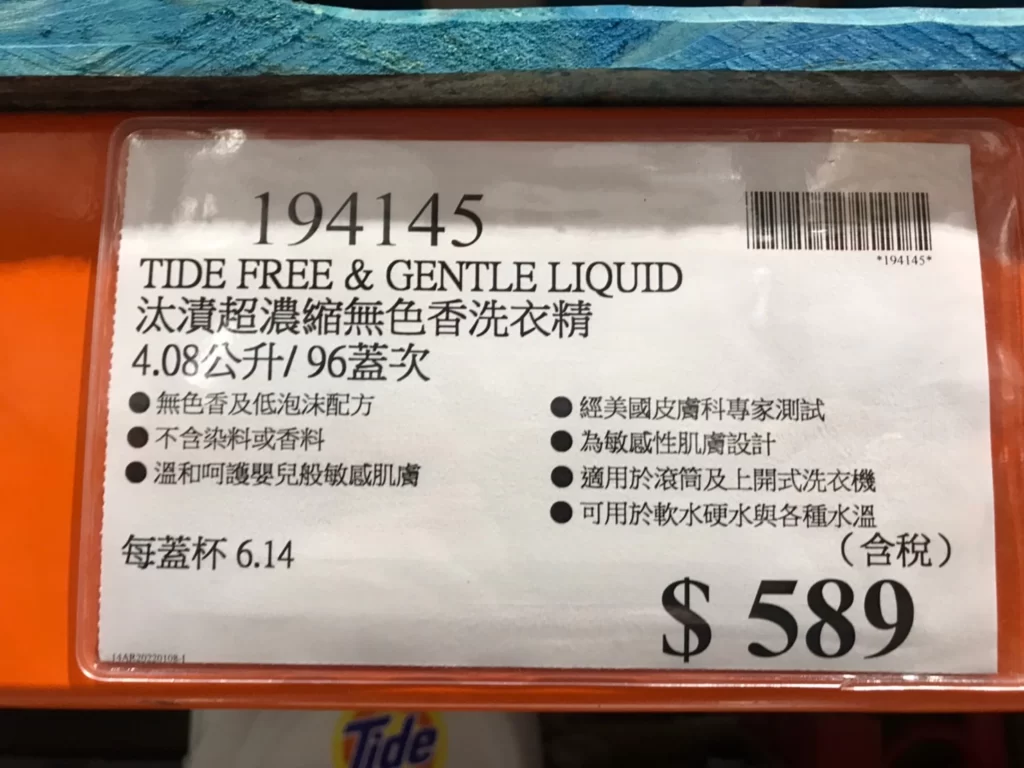 194145
*194145*
TIDE FREE & GENTLE LIQUID
汰漬超濃縮無色香洗衣精
4.08公升/ 96蓋次
●無色香及低泡沫配方
●不含染料或香料
●溫和呵護嬰兒般敏感肌膚
●經美國皮膚科專家測試
●為敏感性肌膚設計
●適用於滾筒及上開式洗衣機
●可用於軟水硬水與各種水溫
每蓋杯 6.14
（含稅）
$ 589
14AR20220108-1
Tide